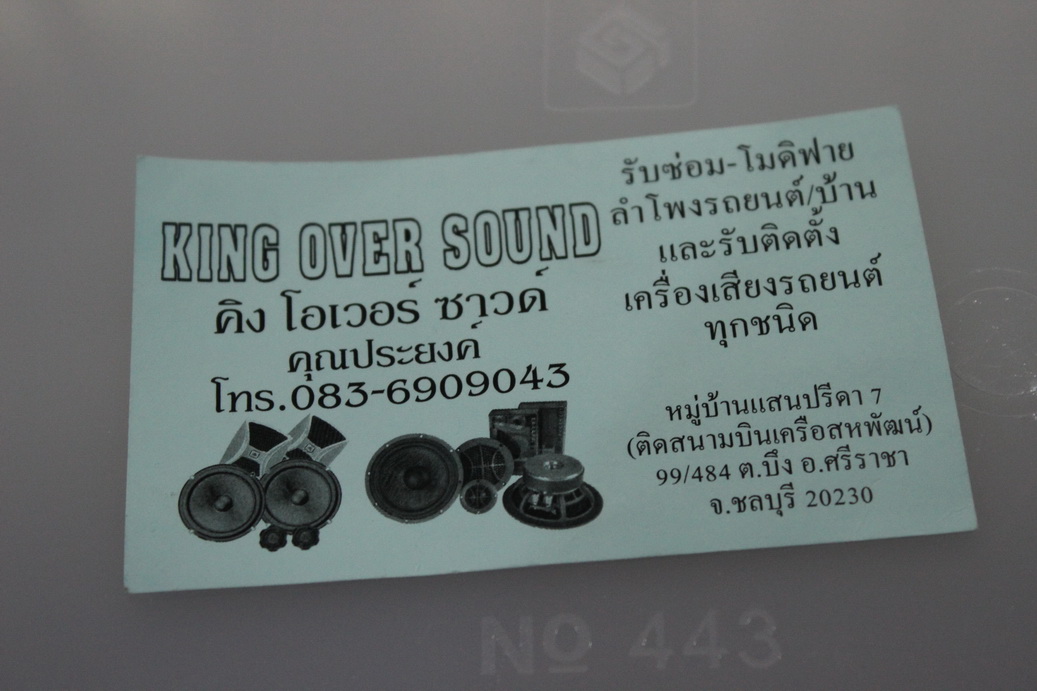 KING OVER SOUND
คิง โอเวอร์ ซาวด์
คุณประยงค์
โทร.083-6909043
รับซ่อม-โมดิฟาย
ลำโพงรถยนต์/บ้าน
และรับติดตั้ง
เครื่องเสียงรถยนต์
ทุกชนิด
หมู่บ้านแสนปรีดา 7
(ติดสนามบินเครือสหพัฒน์)
99/484 ต.บึง อ.ศรีราชา
จ.ชลบุรี 20230
Nº 443